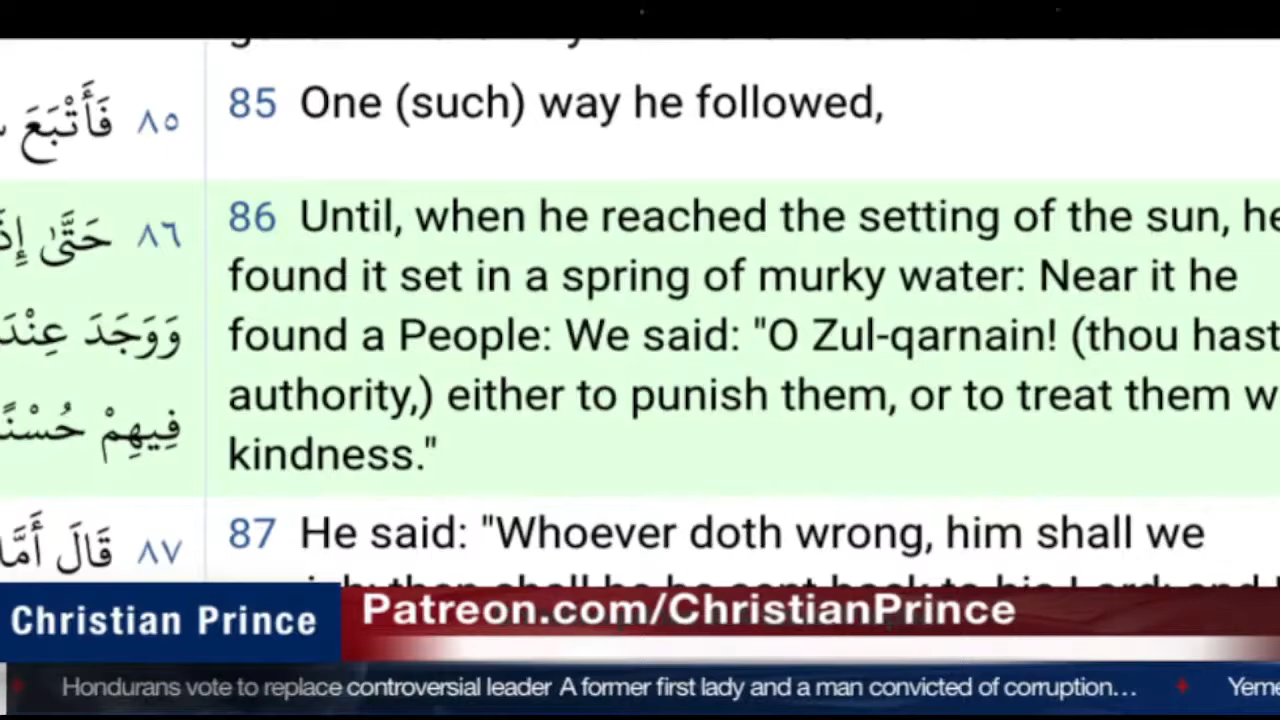 فَأَتْبَعَ ٨٥
85 One (such) way he followed,
حَتَّىٰ ٨٦
86 Until, when he reached the setting of the sun, he
found it set in a spring of murky water: Near it he
وَوَجَدَ
found a People: We said: "O Zul-qarnain! (thou hast
authority,) either to punish them, or to treat them w
فِيهِمْ حُسْنًا
kindness."
قَالَ أَمَّا ٨٧
87 He said: "Whoever doth wrong, him shall we
Christian Prince
Patreon.com/ChristianPrince
Hondurans vote to replace controversial leader A former first lady and a man convicted of corruption...
Yeme